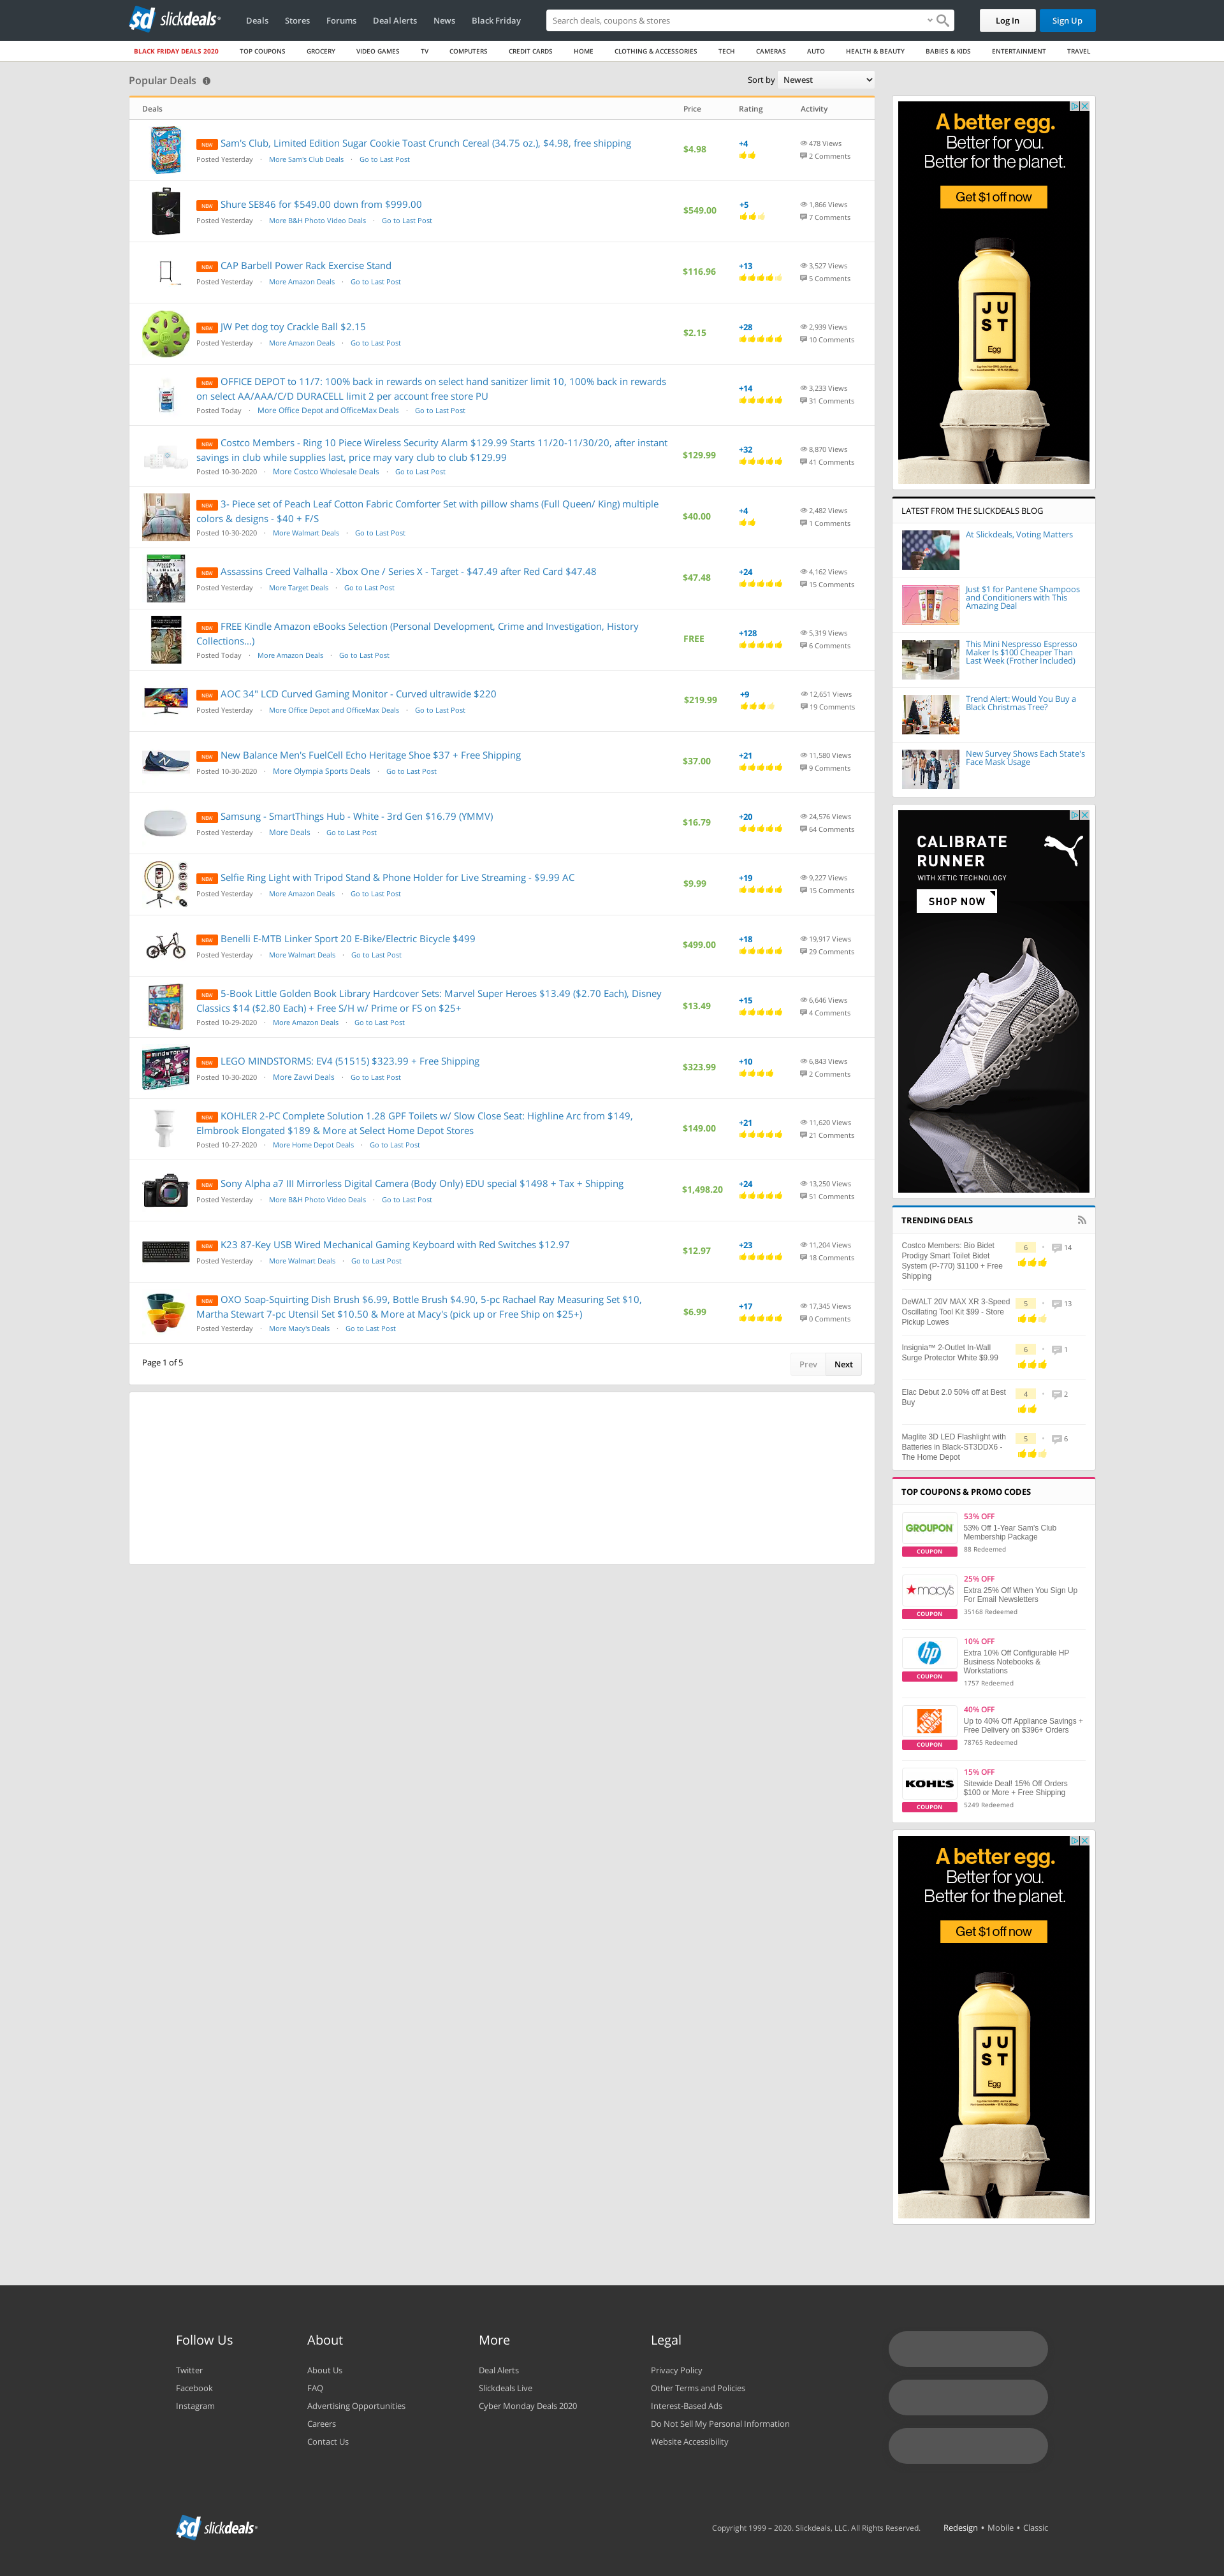 sd slickdeals
Deals Stores Forums Deal Alerts News Black Friday
Search deals, coupons & stores
Log In Sign Up
BLACK FRIDAY DEALS 2020 TOP COUPONS GROCERY VIDEO GAMES TV COMPUTERS CREDIT CARDS HOME CLOTHING & ACCESSORIES TECH CAMERAS AUTO HEALTH & BEAUTY BABIES & KIDS ENTERTAINMENT TRAVEL
Popular Deals
Sort by Newest
Deals Price Rating Activity
NEW Sam's Club, Limited Edition Sugar Cookie Toast Crunch Cereal (34.75 oz.), $4.98, free shipping
Posted Yesterday · More Sam's Club Deals · Go to Last Post
$4.98
+4
478 Views
2 Comments
NEW Shure SE846 for $549.00 down from $999.00
Posted Yesterday · More B&H Photo Video Deals · Go to Last Post
$549.00
+5
1,866 Views
7 Comments
NEW CAP Barbell Power Rack Exercise Stand
Posted Yesterday · More Amazon Deals · Go to Last Post
$116.96
+13
3,527 Views
5 Comments
NEW JW Pet dog toy Crackle Ball $2.15
Posted Yesterday · More Amazon Deals · Go to Last Post
$2.15
+28
2,939 Views
10 Comments
NEW OFFICE DEPOT to 11/7: 100% back in rewards on select hand sanitizer limit 10, 100% back in rewards
on select AA/AAA/C/D DURACELL limit 2 per account free store PU
Posted Today · More Office Depot and OfficeMax Deals · Go to Last Post
+14
3,233 Views
31 Comments
NEW Costco Members - Ring 10 Piece Wireless Security Alarm $129.99 Starts 11/20-11/30/20, after instant
savings in club while supplies last, price may vary club to club $129.99
Posted 10-30-2020 · More Costco Wholesale Deals · Go to Last Post
$129.99
+32
8,870 Views
41 Comments
NEW 3- Piece set of Peach Leaf Cotton Fabric Comforter Set with pillow shams (Full Queen/ King) multiple
colors & designs - $40 + F/S
Posted 10-30-2020 · More Walmart Deals · Go to Last Post
$40.00
+4
2,482 Views
1 Comments
NEW Assassins Creed Valhalla - Xbox One / Series X - Target - $47.49 after Red Card $47.48
Posted Yesterday · More Target Deals · Go to Last Post
$47.48
+24
4,162 Views
15 Comments
NEW FREE Kindle Amazon eBooks Selection (Personal Development, Crime and Investigation, History
Collections...)
Posted Today · More Amazon Deals · Go to Last Post
FREE
+128
5,319 Views
6 Comments
NEW AOC 34" LCD Curved Gaming Monitor - Curved ultrawide $220
Posted Yesterday · More Office Depot and OfficeMax Deals · Go to Last Post
$219.99
+9
12,651 Views
19 Comments
NEW New Balance Men's FuelCell Echo Heritage Shoe $37 + Free Shipping
Posted 10-30-2020 · More Olympia Sports Deals · Go to Last Post
$37.00
+21
11,580 Views
9 Comments
NEW Samsung - SmartThings Hub - White - 3rd Gen $16.79 (YMMV)
Posted Yesterday · More Deals · Go to Last Post
$16.79
+20
24,576 Views
64 Comments
NEW Selfie Ring Light with Tripod Stand & Phone Holder for Live Streaming - $9.99 AC
Posted Yesterday · More Amazon Deals · Go to Last Post
$9.99
+19
9,227 Views
15 Comments
NEW Benelli E-MTB Linker Sport 20 E-Bike/Electric Bicycle $499
Posted Yesterday · More Walmart Deals · Go to Last Post
$499.00
+18
19,917 Views
29 Comments
NEW 5-Book Little Golden Book Library Hardcover Sets: Marvel Super Heroes $13.49 ($2.70 Each), Disney
Classics $14 ($2.80 Each) + Free S/H w/ Prime or FS on $25+
Posted 10-29-2020 · More Amazon Deals · Go to Last Post
$13.49
+15
6,646 Views
4 Comments
NEW LEGO MINDSTORMS: EV4 (51515) $323.99 + Free Shipping
Posted 10-30-2020 · More Zavvi Deals · Go to Last Post
$323.99
+10
6,843 Views
2 Comments
NEW KOHLER 2-PC Complete Solution 1.28 GPF Toilets w/ Slow Close Seat: Highline Arc from $149,
Elmbrook Elongated $189 & More at Select Home Depot Stores
Posted 10-27-2020 · More Home Depot Deals · Go to Last Post
$149.00
+21
11,620 Views
21 Comments
NEW Sony Alpha a7 III Mirrorless Digital Camera (Body Only) EDU special $1498 + Tax + Shipping
Posted Yesterday · More B&H Photo Video Deals · Go to Last Post
$1,498.20
+24
13,250 Views
51 Comments
NEW K23 87-Key USB Wired Mechanical Gaming Keyboard with Red Switches $12.97
Posted Yesterday · More Walmart Deals · Go to Last Post
$12.97
+23
11,204 Views
18 Comments
NEW OXO Soap-Squirting Dish Brush $6.99, Bottle Brush $4.90, 5-pc Rachael Ray Measuring Set $10,
Martha Stewart 7-pc Utensil Set $10.50 & More at Macy's (pick up or Free Ship on $25+)
Posted Yesterday · More Macy's Deals · Go to Last Post
$6.99
+17
17,345 Views
0 Comments
Page 1 of 5
Prev Next
A better egg.
Better for you.
Better for the planet.
Get $1 off now
JU
ST
Egg
LATEST FROM THE SLICKDEALS BLOG
At Slickdeals, Voting Matters
Just $1 for Pantene Shampoos
and Conditioners with This
Amazing Deal
This Mini Nespresso Espresso
Maker Is $100 Cheaper Than
Last Week (Frother Included)
Trend Alert: Would You Buy a
Black Christmas Tree?
New Survey Shows Each State's
Face Mask Usage
CALIBRATE
RUNNER
WITH XETIC TECHNOLOGY
SHOP NOW
TRENDING DEALS
Costco Members: Bio Bidet
Prodigy Smart Toilet Bidet
System (P-770) $1100 + Free
Shipping
6 · 14
DeWALT 20V MAX XR 3-Speed
Oscillating Tool Kit $99 - Store
Pickup Lowes
5 · 13
Insignia™ 2-Outlet In-Wall
Surge Protector White $9.99
6 · 1
Elac Debut 2.0 50% off at Best
Buy
4 · 2
Maglite 3D LED Flashlight with
Batteries in Black-ST3DDX6 -
The Home Depot
5 · 6
TOP COUPONS & PROMO CODES
GROUPON
COUPON
53% OFF
53% Off 1-Year Sam's Club
Membership Package
88 Redeemed
macy's
COUPON
25% OFF
Extra 25% Off When You Sign Up
For Email Newsletters
35168 Redeemed
hp
COUPON
10% OFF
Extra 10% Off Configurable HP
Business Notebooks &
Workstations
1757 Redeemed
COUPON
40% OFF
Up to 40% Off Appliance Savings +
Free Delivery on $396+ Orders
78765 Redeemed
KOHL'S
COUPON
15% OFF
Sitewide Deal! 15% Off Orders
$100 or More + Free Shipping
5249 Redeemed
A better egg.
Better for you.
Better for the planet.
Get $1 off now
JU
ST
Egg
Follow Us
Twitter
Facebook
Instagram
About
About Us
FAQ
Advertising Opportunities
Careers
Contact Us
More
Deal Alerts
Slickdeals Live
Cyber Monday Deals 2020
Legal
Privacy Policy
Other Terms and Policies
Interest-Based Ads
Do Not Sell My Personal Information
Website Accessibility
sd slickdeals
Copyright 1999 – 2020. Slickdeals, LLC. All Rights Reserved.
Redesign • Mobile • Classic